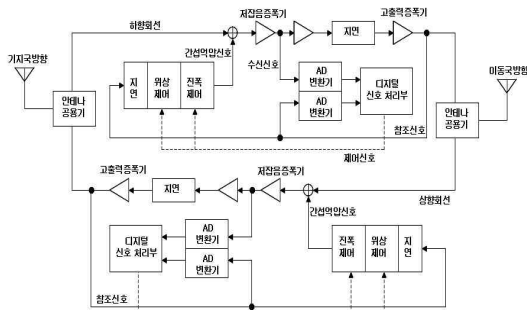 하향회선
저잡음증폭기
지연
고출력증폭기
기지국방향
간섭억압신호
수신신호
이동국방향
지연
위상 제어
진폭 제어
AD 변환기
AD 변환기
디지털 신호 처리부
안테나 공용기
안테나 공용기
참조신호
제어신호
고출력증폭기
지연
저잡음증폭기
상향회선
간섭억압신호
디지털 신호 처리부
AD 변환기
AD 변환기
진폭 제어
위상 제어
지연
참조신호